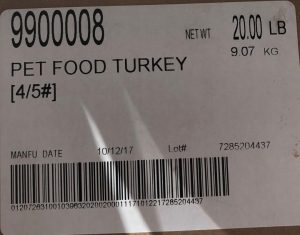 9900008 NET WT 20.00 LB
9.07 KG
PET FOOD TURKEY
[4/5#]
MANFU DATE 10/12/17 Lot# 7285204437